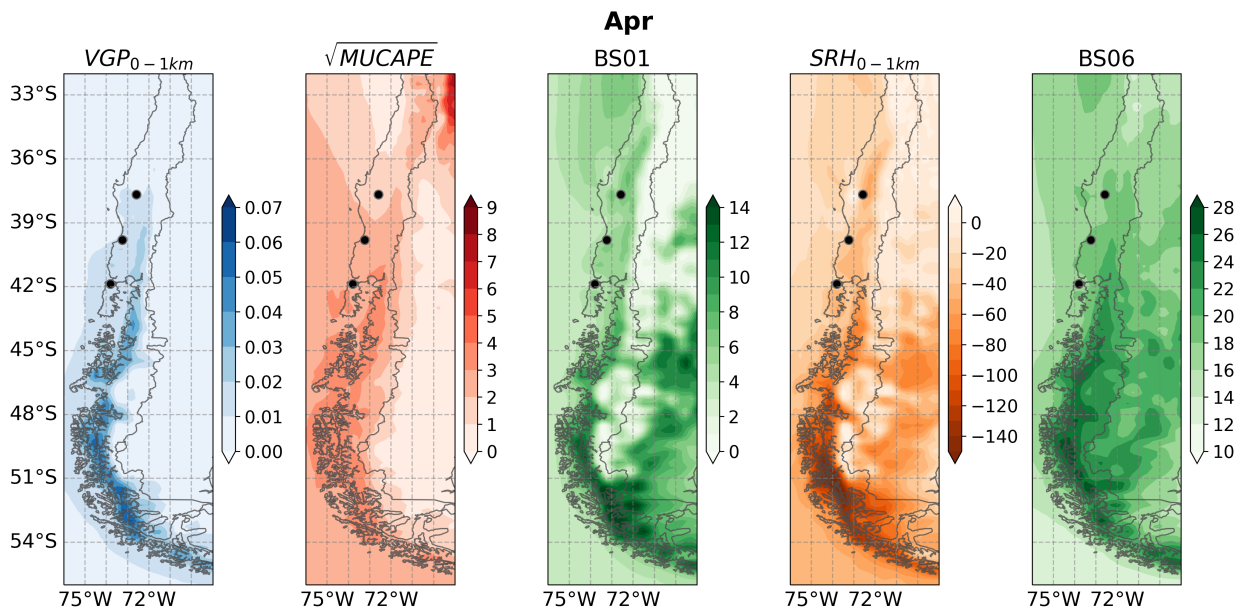 Apr
VGP0−1km
√MUCAPE
BS01
SRH0−1km
BS06
33°S
36°S
39°S
42°S
45°S
48°S
51°S
54°S
75°W 72°W
0.07
0.06
0.05
0.04
0.03
0.02
0.01
0.00
75°W 72°W
9
8
7
6
5
4
3
2
1
0
75°W 72°W
14
12
10
8
6
4
2
0
75°W 72°W
0
−20
−40
−60
−80
−100
−120
−140
75°W 72°W
28
26
24
22
20
18
16
14
12
10